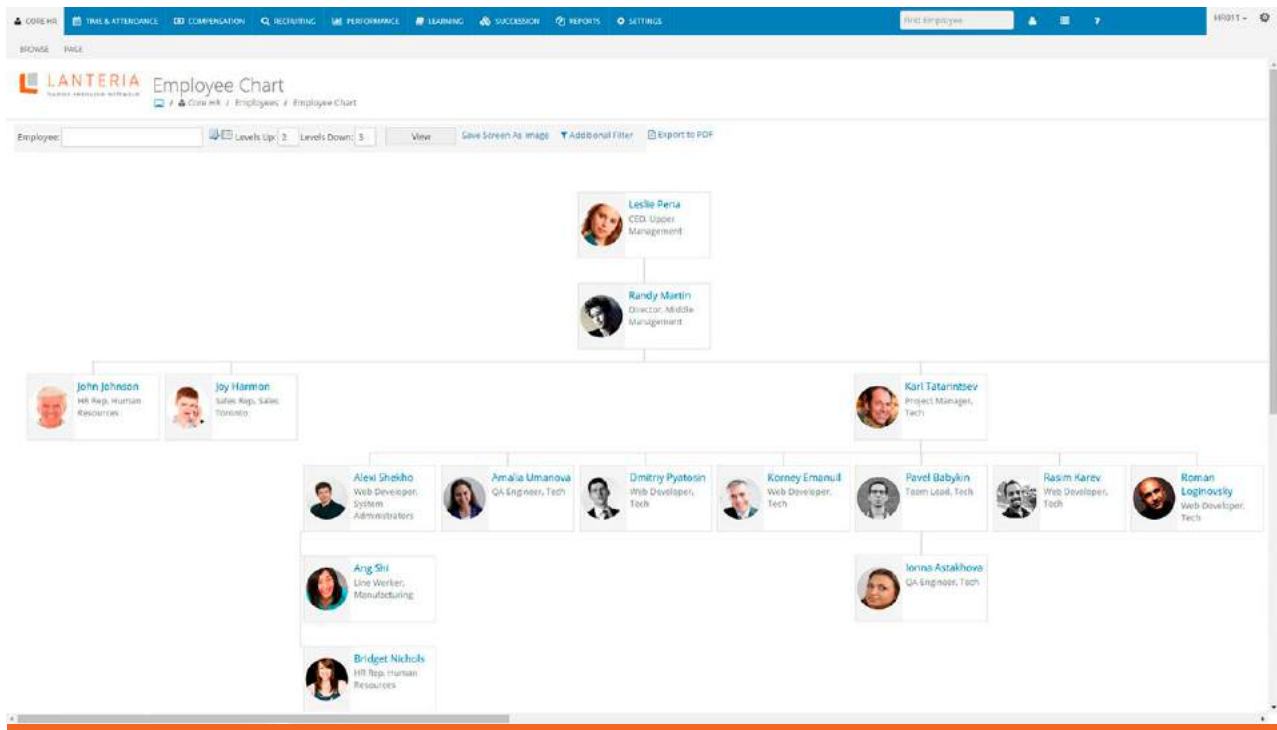 CORE HR TIME & ATTENDANCE COMPENSATION RECRUITING PERFORMANCE LEARNING SUCCESSION REPORTS SETTINGS Find Employee ? HR011
BROWSE PAGE
LANTERIA
Employee Chart
/ Core HR / Employees / Employee Chart
Employee: Levels Up: 2 Levels Down: 3 View Save Screen As Image Additional Filter Export to PDF
Leslie Pena
CEO, Upper
Management
Randy Martin
Director, Middle
Management
John Johnson
HR Rep, Human
Resources
Joy Harmon
Sales Rep, Sales
Toronto
Karl Tatarintsev
Project Manager,
Tech
Alexi Shekho
Web Developer,
System
Administrators
Amalia Umanova
QA Engineer, Tech
Dmitriy Pyatosin
Web Developer,
Tech
Korney Emanuil
Web Developer,
Tech
Pavel Babykin
Team Lead, Tech
Rasim Karev
Web Developer,
Tech
Roman
Loginovsky
Web Developer,
Tech
Ang Shi
Line Worker,
Manufacturing
Astakhova
QA Engineer, Tech
Bridget Nichols
HR Rep, Human
Resources